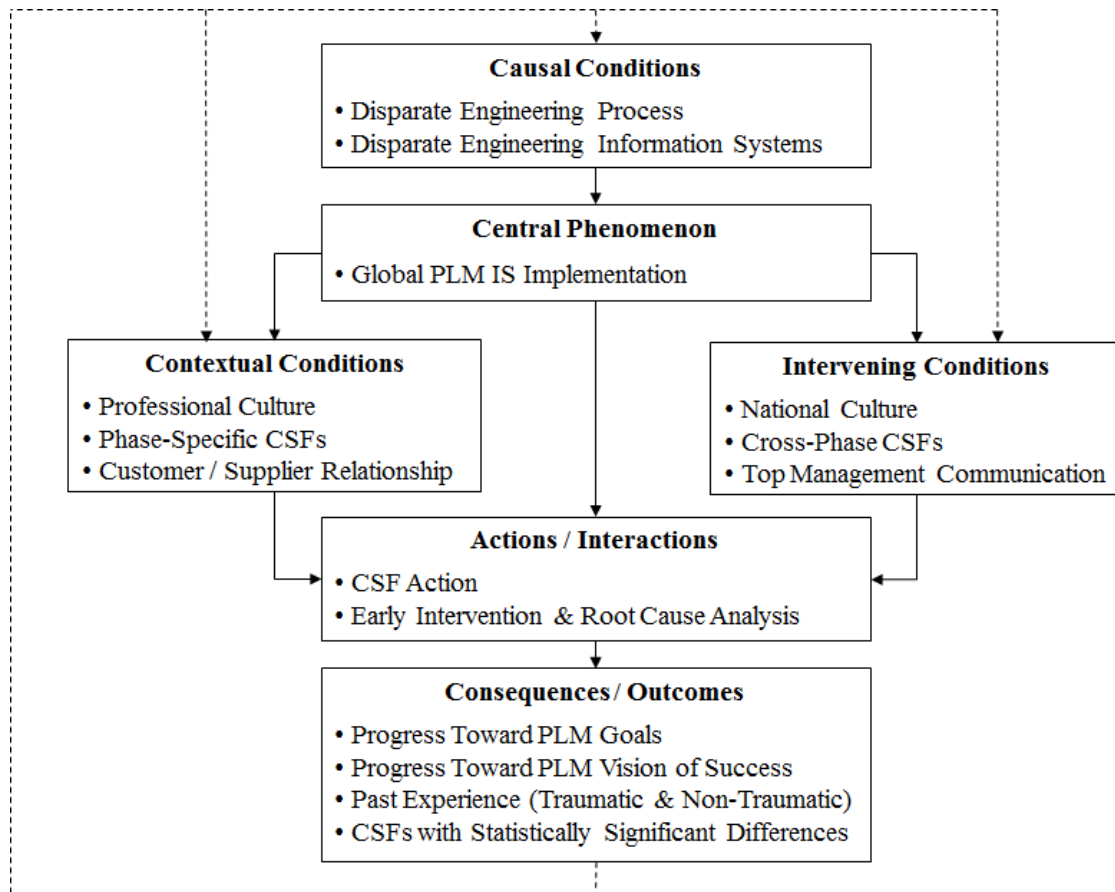 Causal Conditions
• Disparate Engineering Process
• Disparate Engineering Information Systems
Central Phenomenon
• Global PLM IS Implementation
Contextual Conditions
• Professional Culture
• Phase-Specific CSFs
• Customer / Supplier Relationship
Intervening Conditions
• National Culture
• Cross-Phase CSFs
• Top Management Communication
Actions / Interactions
• CSF Action
• Early Intervention & Root Cause Analysis
Consequences / Outcomes
• Progress Toward PLM Goals
• Progress Toward PLM Vision of Success
• Past Experience (Traumatic & Non-Traumatic)
• CSFs with Statistically Significant Differences